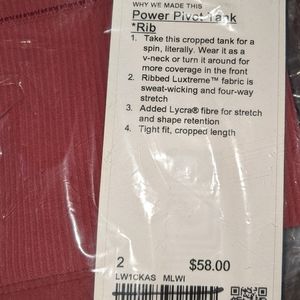 WHY WE MADE THIS
Power Pivot Tank
*Rib
1. Take this cropped tank for a
spin, literally. Wear it as a
v-neck or turn it around for
more coverage in the front
2. Ribbed Luxtreme™ fabric is
sweat-wicking and four-way
stretch
3. Added Lycra® fibre for stretch
and shape retention
4. Tight fit, cropped length
2 $58.00
LW1CKAS MLWI